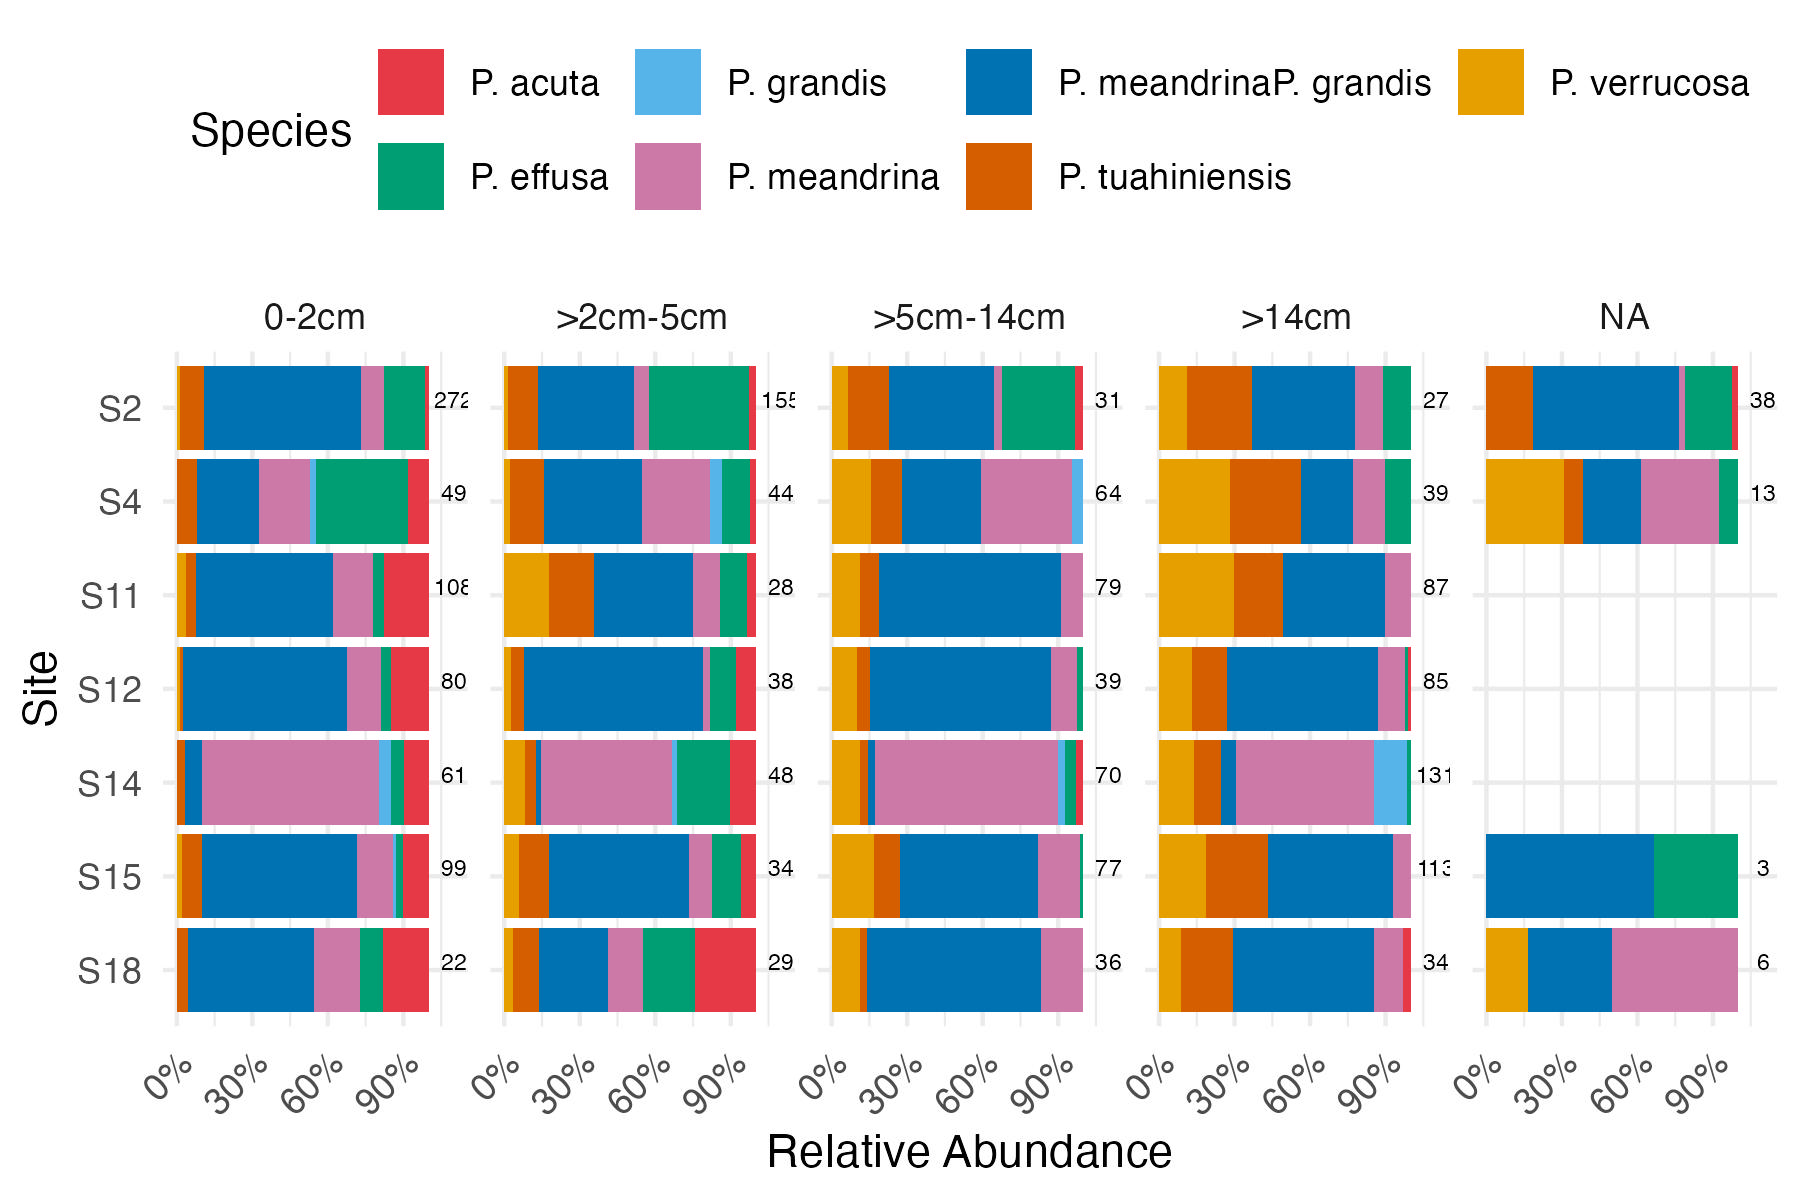 Species
P. acuta P. grandis P. meandrinaP. grandis P. verrucosa
P. effusa P. meandrina P. tuahiniensis
0-2cm >2cm-5cm >5cm-14cm >14cm NA
S2 272 155 31 27 38
S4 49 44 64 39 13
S11 108 28 79 87
S12 80 38 39 85
S14 61 48 70 131
S15 99 34 77 113 3
S18 22 29 36 34 6
Site
0% 30% 60% 90% 0% 30% 60% 90% 0% 30% 60% 90% 0% 30% 60% 90% 0% 30% 60% 90%
Relative Abundance